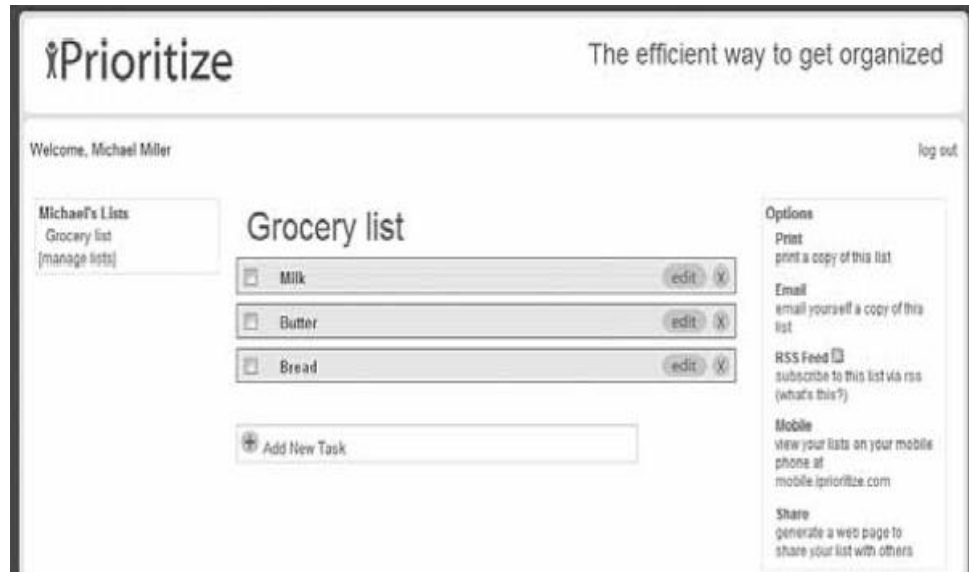 iPrioritize
The efficient way to get organized
Welcome, Michael Miller
log out
Michael's Lists
Grocery list
[manage lists]
Grocery list
Milk
edit X
Butter
edit X
Bread
edit X
Add New Task
Options
Print
print a copy of this list
Email
email yourself a copy of this
list
RSS Feed
subscribe to this list via rss
(what's this?)
Mobile
view your lists on your mobile
phone at
mobile.iprioritize.com
Share
generate a web page to
share your list with others